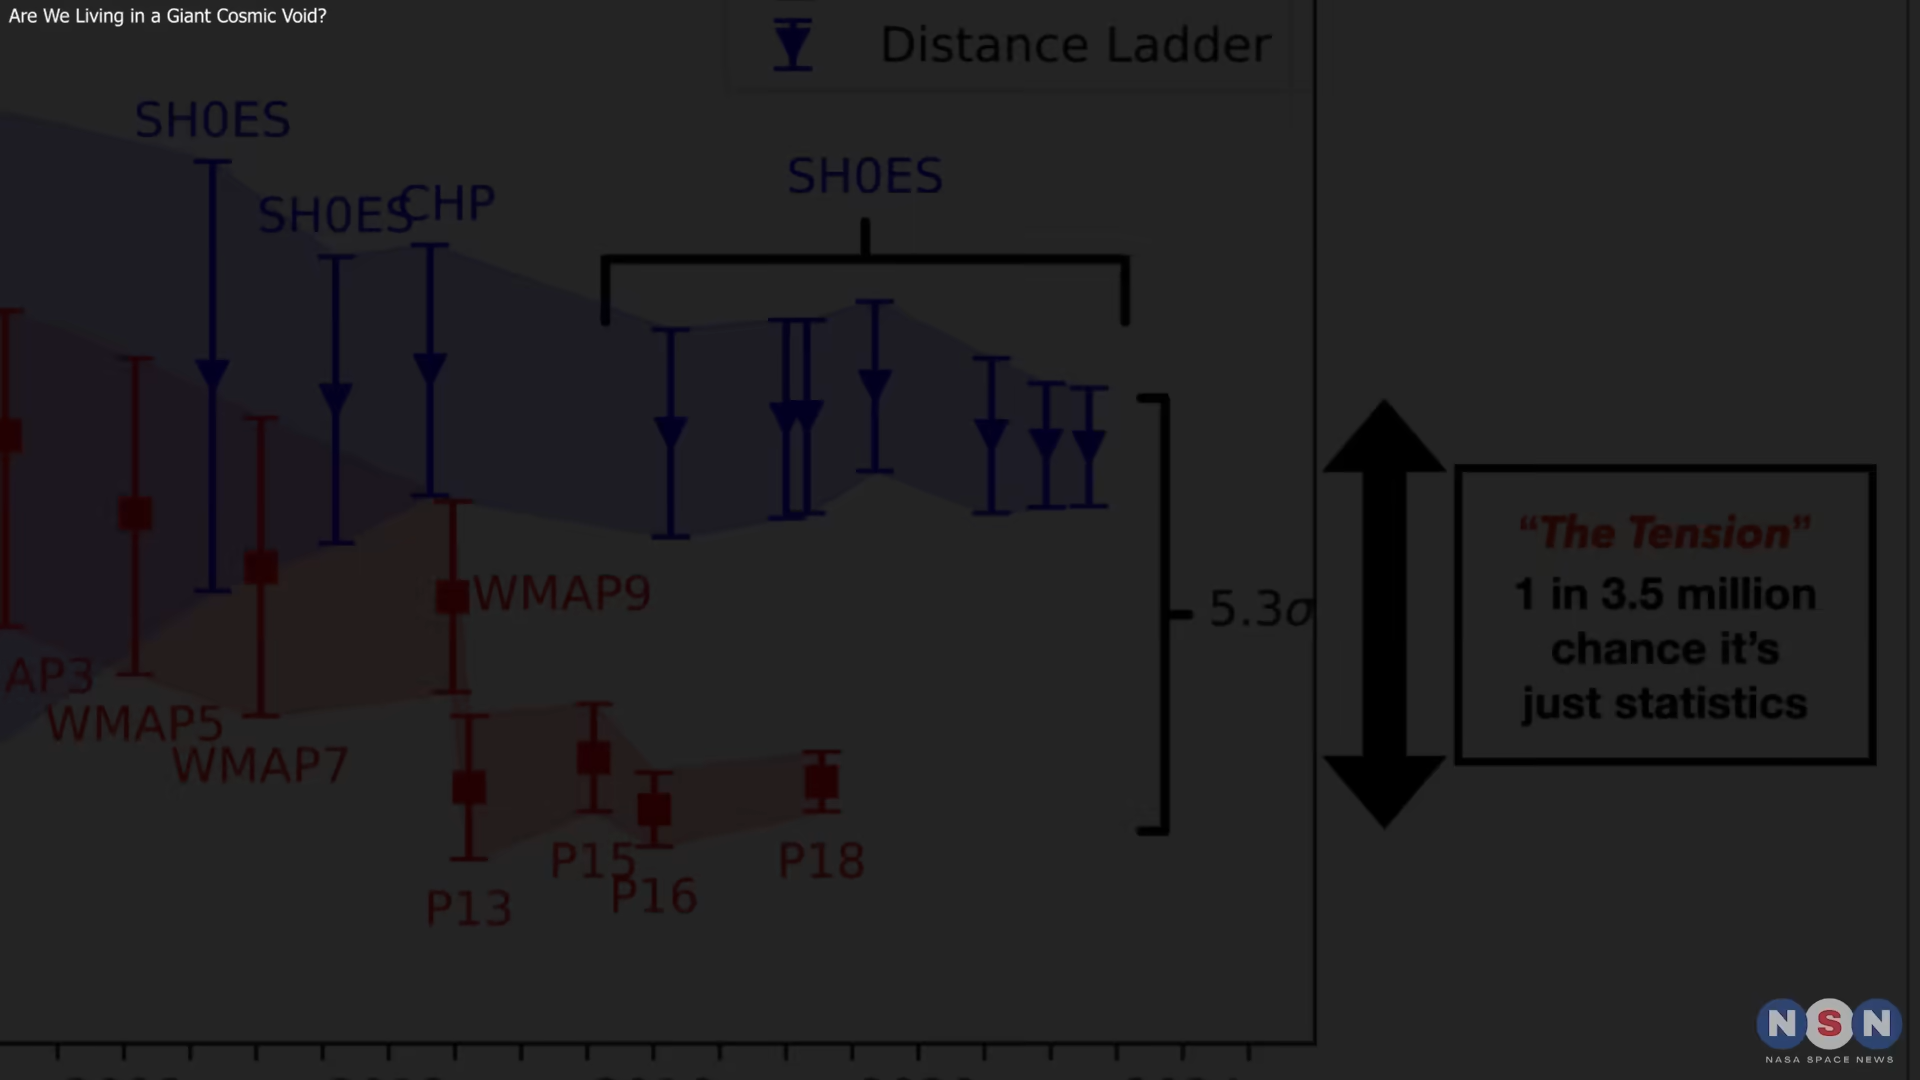 Are We Living in a Giant Cosmic Void?
Distance Ladder
SH0ES
SH0ES
CHP
SH0ES
WMAP9
5.3σ
“The Tension”
1 in 3.5 million
chance it’s
just statistics
AP3
WMAP5
WMAP7
P15
P16
P18
P13
NSN
NASA SPACE NEWS